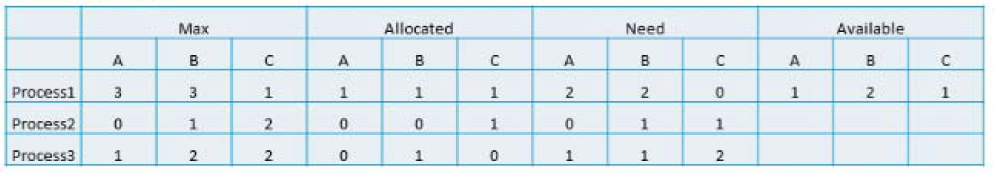 Max Allocated Need Available
A B C A B C A B C A B C
Process1 3 3 1 1 1 1 2 2 0 1 2 1
Process2 0 1 2 0 0 1 0 1 1
Process3 1 2 2 0 1 0 1 1 2